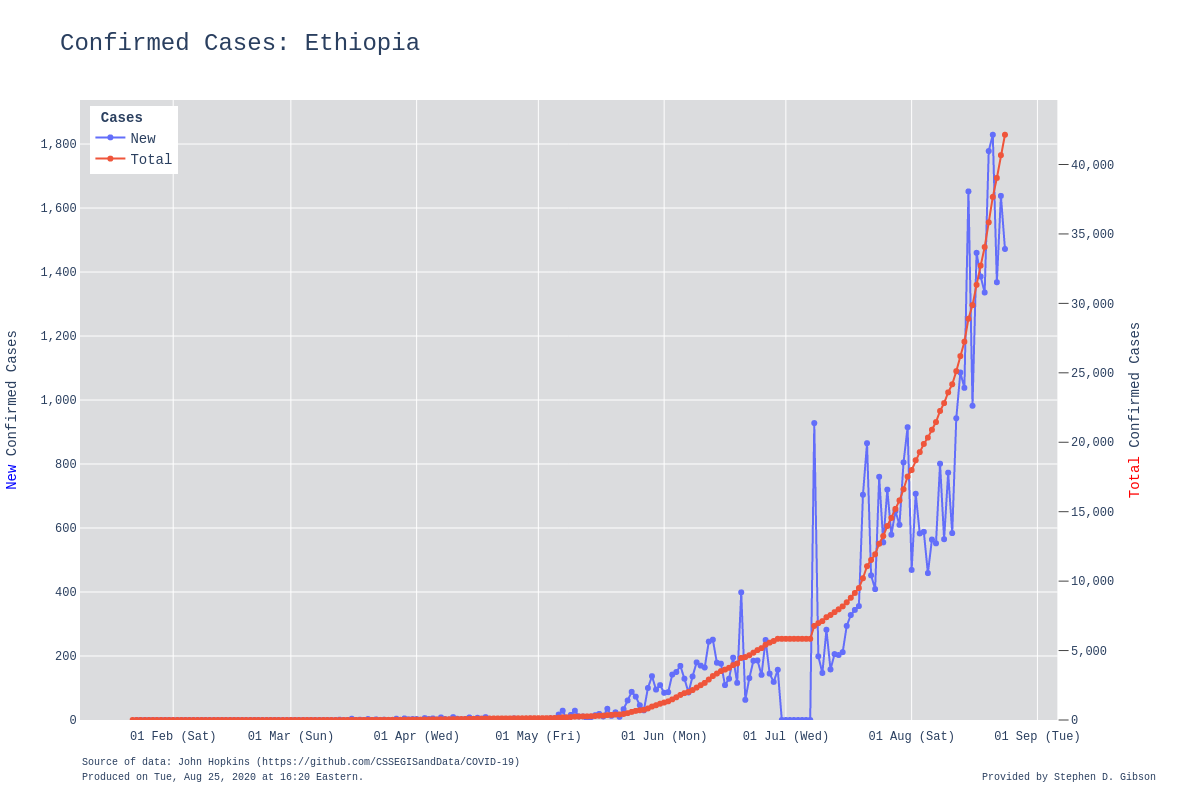 Confirmed Cases: Ethiopia
Cases
New
Total
1,800
1,600
1,400
1,200
1,000
800
600
400
200
0
40,000
35,000
30,000
25,000
20,000
15,000
10,000
5,000
0
New Confirmed Cases
Total Confirmed Cases
01 Feb (Sat) 01 Mar (Sun) 01 Apr (Wed) 01 May (Fri) 01 Jun (Mon) 01 Jul (Wed) 01 Aug (Sat) 01 Sep (Tue)
Source of data: John Hopkins (https://github.com/CSSEGISandData/COVID-19)
Produced on Tue, Aug 25, 2020 at 16:20 Eastern.
Provided by Stephen D. Gibson